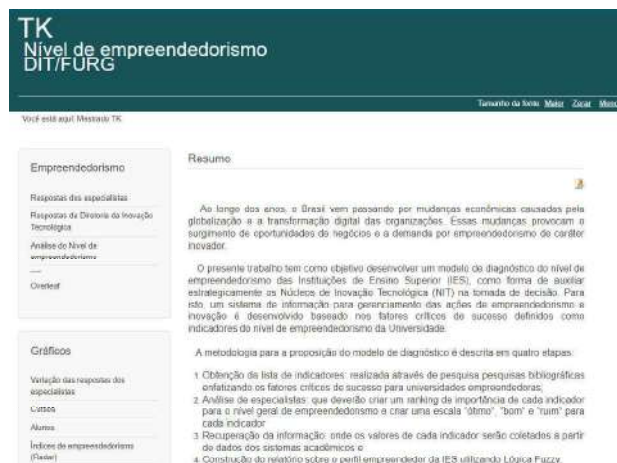 TK
Nível de empreendedorismo
DIT/FURG
Tamanho da fonte Maior Zerar Meno
Você está aqui: Mestrado TK
Empreendedorismo
Respostas dos especialistas
Respostas da Diretoria da Inovação
Tecnológica
Análise do Nível de
empreendedorismo
---
Overleaf
Gráficos
Variação das respostas dos
especialistas
Cursos
Alunos
Índices de empreendedorismo
(Radar)
Resumo
Ao longo dos anos, o Brasil vem passando por mudanças econômicas causadas pela
globalização e a transformação digital das organizações. Essas mudanças provocam o
surgimento de oportunidades de negócios e a demanda por empreendedorismo de caráter
inovador.
O presente trabalho tem como objetivo desenvolver um modelo de diagnóstico do nível de
empreendedorismo das Instituições de Ensino Superior (IES), como forma de auxiliar
estrategicamente os Núcleos de Inovação Tecnológica (NIT) na tomada de decisão. Para
isto, um sistema de informação para gerenciamento das ações de empreendedorismo e
inovação é desenvolvido baseado nos fatores críticos de sucesso definidos como
indicadores do nível de empreendedorismo da Universidade.
A metodologia para a proposição do modelo de diagnóstico é descrita em quatro etapas:
1 Obtenção da lista de indicadores: realizada através de pesquisa pesquisas bibliográficas
enfatizando os fatores críticos de sucesso para universidades empreendedoras;
2 Análise de especialistas: que deverão criar um ranking de importância de cada indicador
para o nível geral de empreendedorismo e criar uma escala "ótimo", "bom" e "ruim" para
cada indicador
3 Recuperação da informação: onde os valores de cada indicador serão coletados a partir
de dados dos sistemas acadêmicos e
4 Construção do relatório sobre o perfil empreendedor da IES utilizando Lógica Fuzzy.